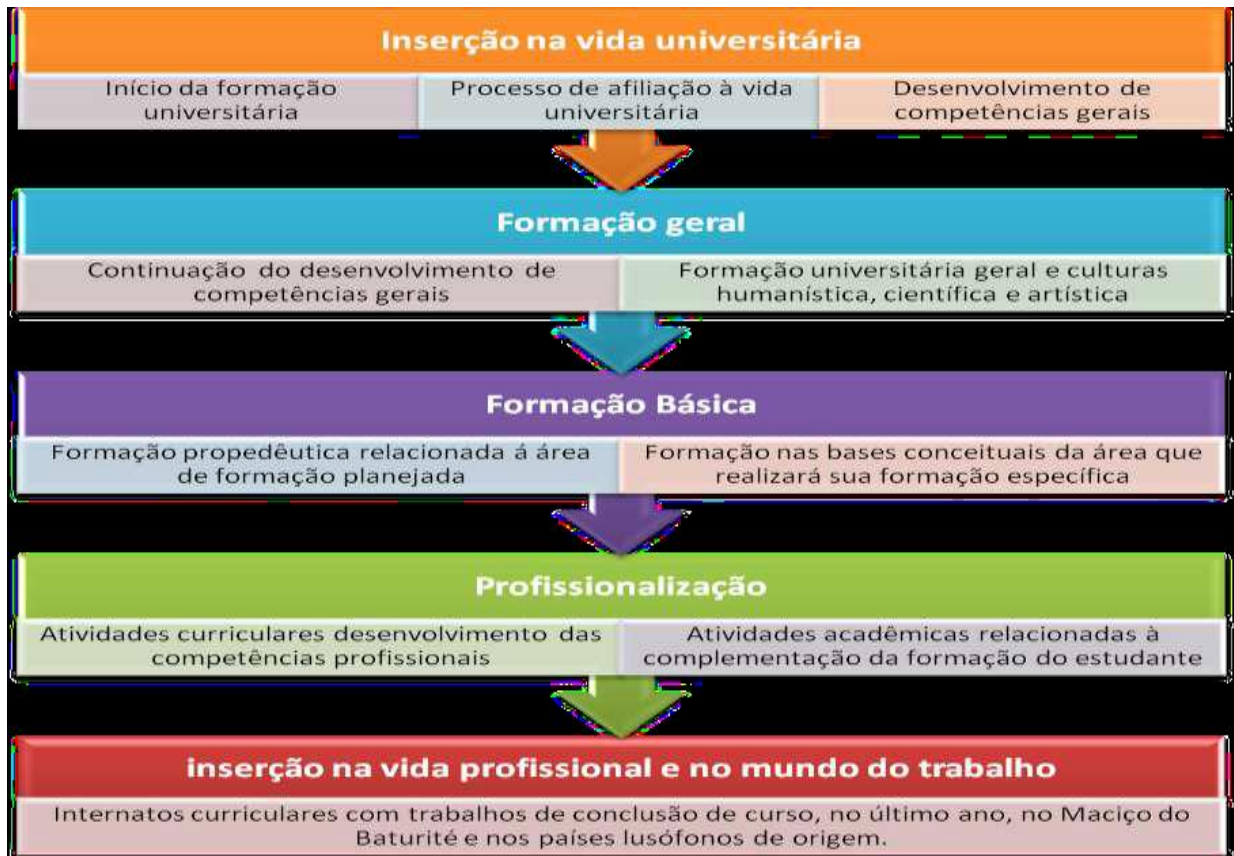 Inserção na vida universitária
Início da formação
universitária
Processo de afiliação à vida
universitária
Desenvolvimento de
competências gerais
Formação geral
Continuação do desenvolvimento de
competências gerais
Formação universitária geral e culturas
humanística, científica e artística
Formação Básica
Formação propedêutica relacionada á área
de formação planejada
Formação nas bases conceituais da área que
realizará sua formação específica
Profissionalização
Atividades curriculares desenvolvimento das
competências profissionais
Atividades acadêmicas relacionadas à
complementação da formação do estudante
inserção na vida profissional e no mundo do trabalho
Internatos curriculares com trabalhos de conclusão de curso, no último ano, no Maciço do
Baturité e nos países lusófonos de origem.